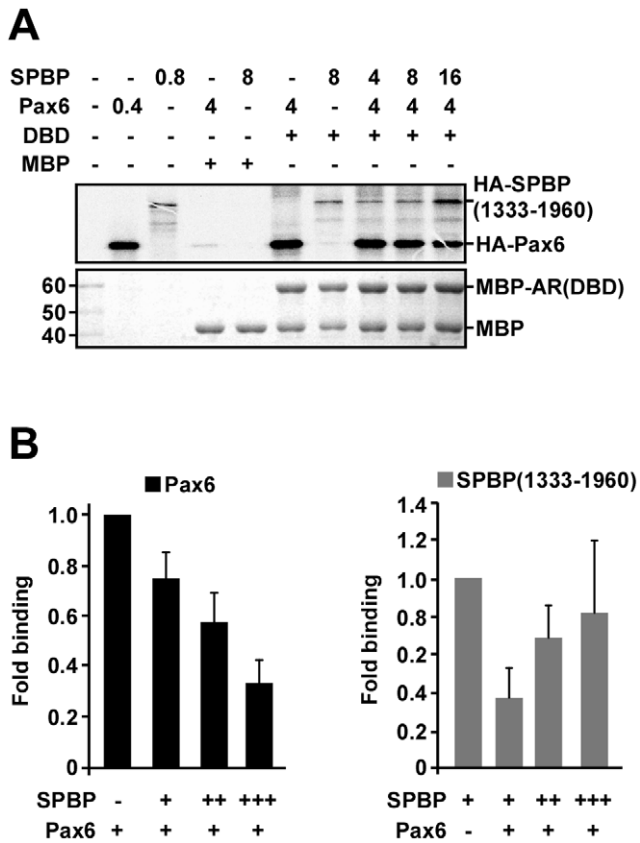 A
SPBP - - 0.8 - 8 - 8 4 8 16
Pax6 - 0.4 - 4 - 4 - 4 4 4
DBD - - - - - + + + + +
MBP - - - + + - - - - -
HA-SPBP
(1333-1960)
HA-Pax6
60
50
40
MBP-AR(DBD)
MBP
B
Pax6
Fold binding
1.0
0.8
0.6
0.4
0.2
0
SPBP - + ++ +++
Pax6 + + + +
SPBP(1333-1960)
Fold binding
1.4
1.2
1.0
0.8
0.2
0.4
0.2
0
SPBP + + ++ +++
Pax6 - + + +